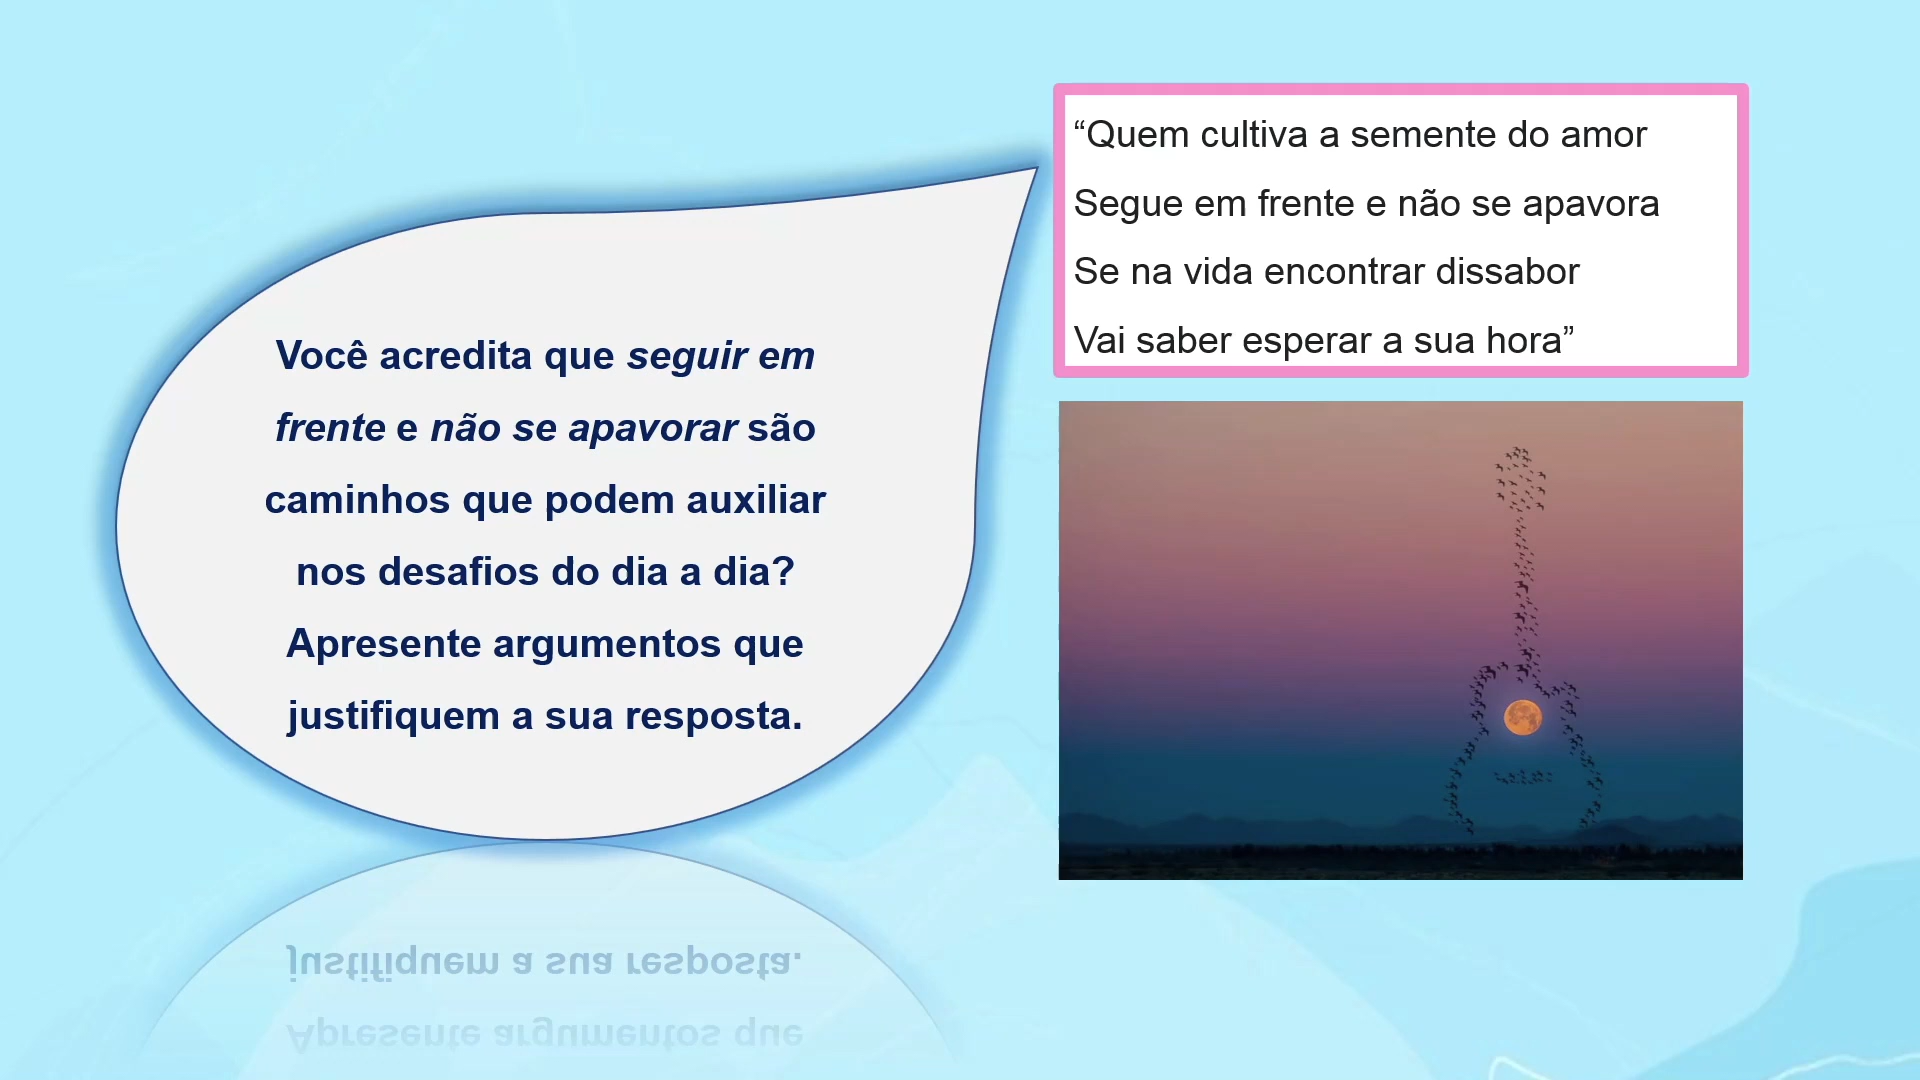 Você acredita que seguir em
frente e não se apavorar são
caminhos que podem auxiliar
nos desafios do dia a dia?
Apresente argumentos que
justifiquem a sua resposta.
“Quem cultiva a semente do amor
Segue em frente e não se apavora
Se na vida encontrar dissabor
Vai saber esperar a sua hora”